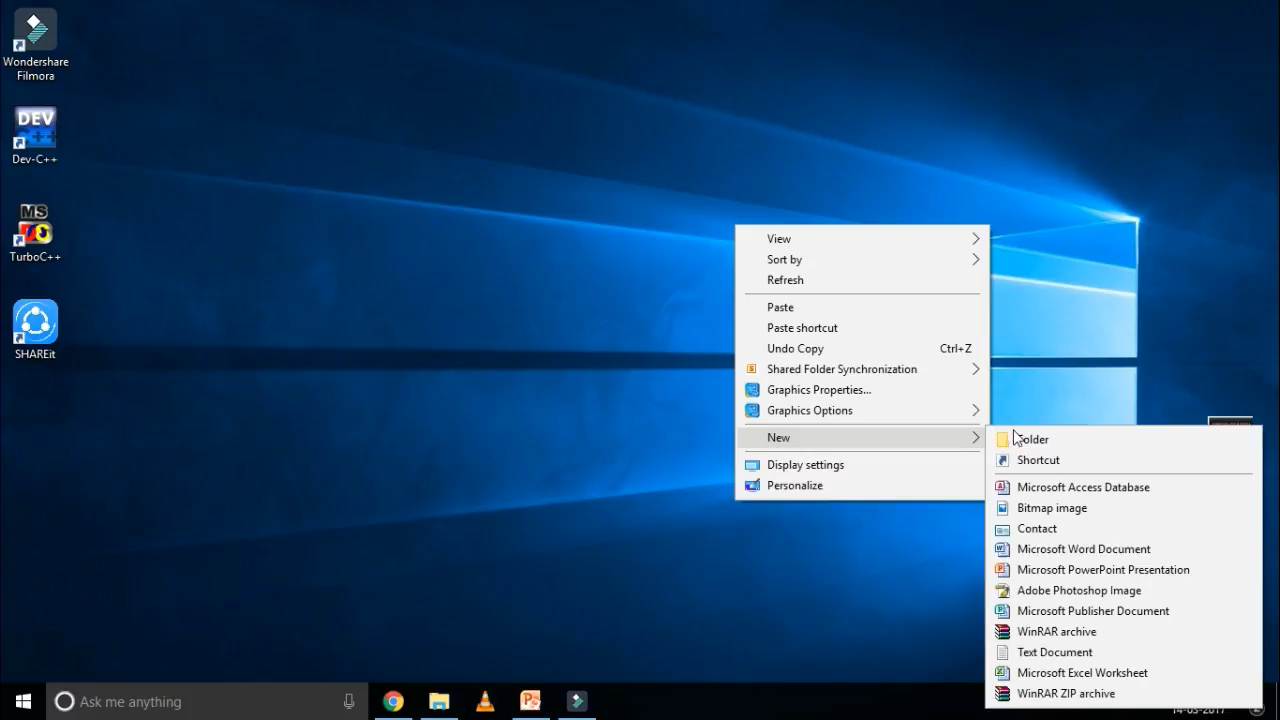 Wondershare
Filmora
DEV
Dev-C++
MS
TurboC++
SHAREit
View
Sort by
Refresh
Paste
Paste shortcut
Undo Copy Ctrl+Z
Shared Folder Synchronization
Graphics Properties...
Graphics Options
New
Display settings
Personalize
Folder
Shortcut
Microsoft Access Database
Bitmap image
Contact
Microsoft Word Document
Microsoft PowerPoint Presentation
Adobe Photoshop Image
Microsoft Publisher Document
WinRAR archive
Text Document
Microsoft Excel Worksheet
WinRAR ZIP archive
Ask me anything
14-03-2017